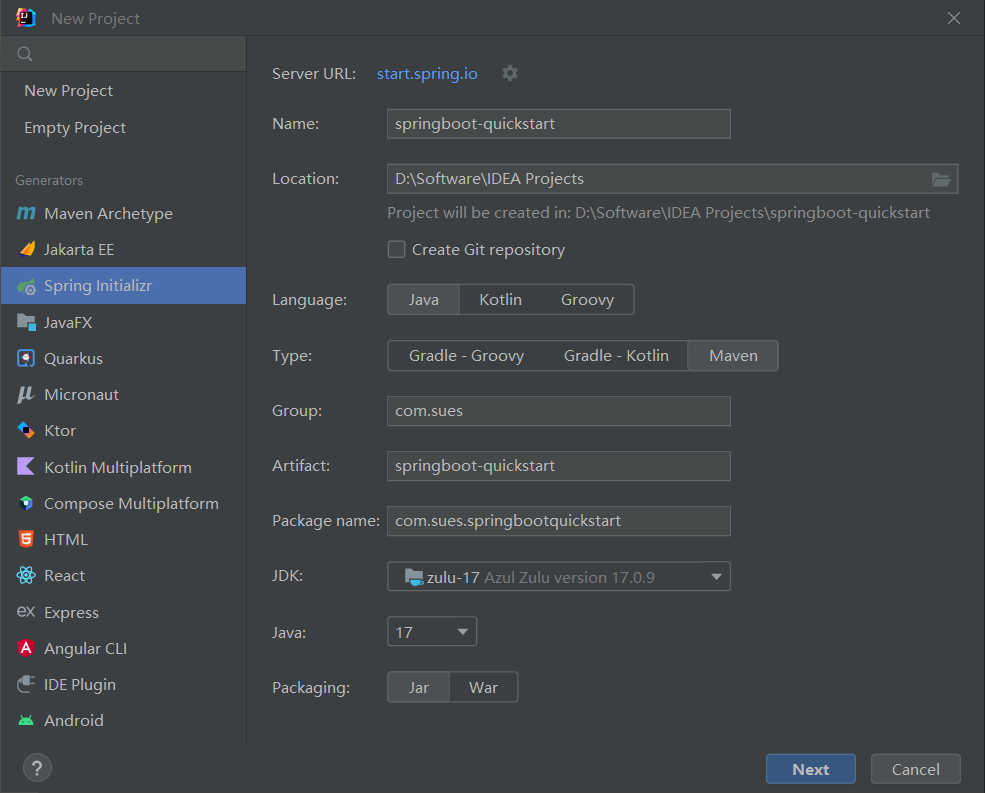 New Project
New Project
Empty Project
Generators
Maven Archetype
Jakarta EE
Spring Initializr
JavaFX
Quarkus
Micronaut
Ktor
Kotlin Multiplatform
Compose Multiplatform
HTML
React
Express
Angular CLI
IDE Plugin
Android
Server URL: start.spring.io
Name: springboot-quickstart
Location: D:\Software\IDEA Projects
Project will be created in: D:\Software\IDEA Projects\springboot-quickstart
Create Git repository
Language: Java Kotlin Groovy
Type: Gradle - Groovy Gradle - Kotlin Maven
Group: com.sues
Artifact: springboot-quickstart
Package name: com.sues.springbootquickstart
JDK: zulu-17 Azul Zulu version 17.0.9
Java: 17
Packaging: Jar War
? Next Cancel